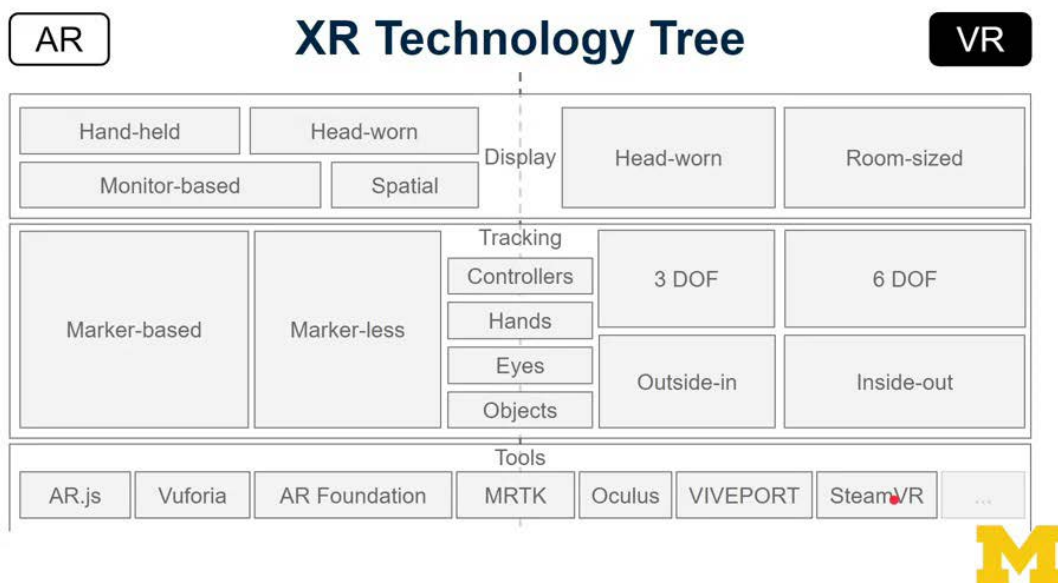 AR
XR Technology Tree
VR
Hand-held
Head-worn
Monitor-based
Spatial
Display
Head-worn
Room-sized
Tracking
Marker-based
Marker-less
Controllers
Hands
Eyes
Objects
3 DOF
6 DOF
Outside-in
Inside-out
Tools
AR.js
Vuforia
AR Foundation
MRTK
Oculus
VIVEPORT
SteamVR
...
M